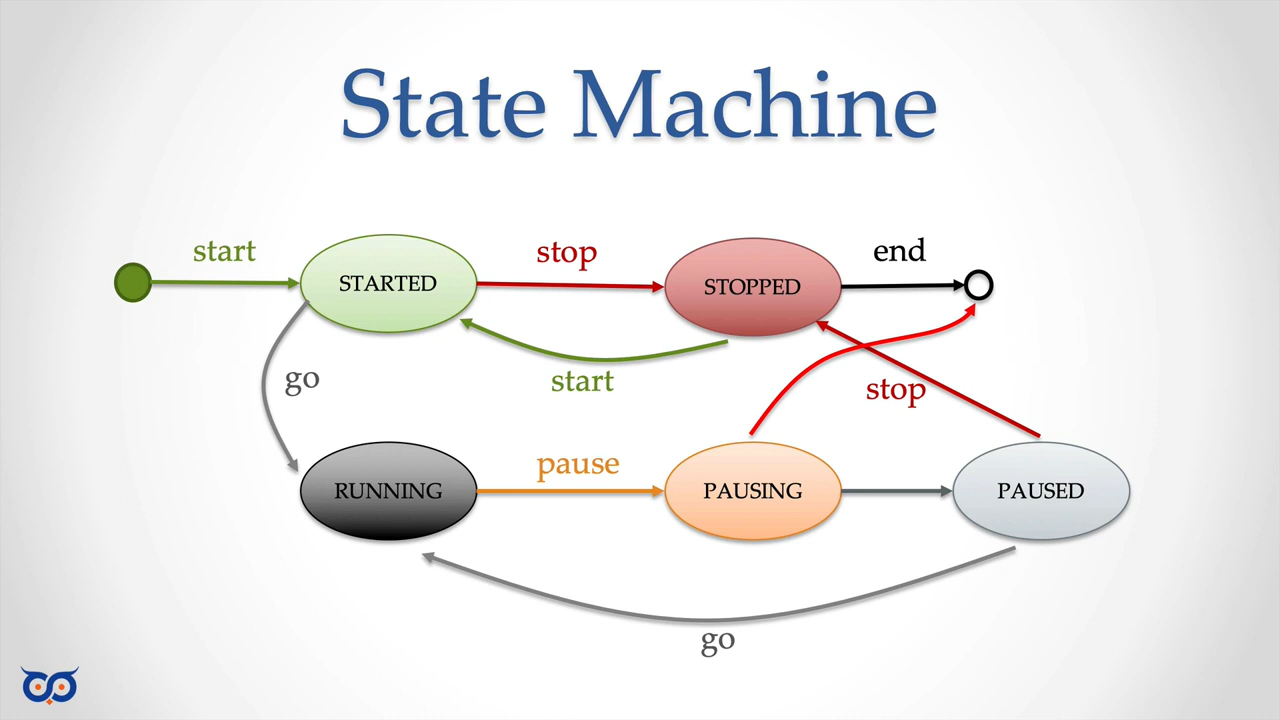 State Machine
start
STARTED
stop
STOPPED
end
go
start
stop
RUNNING
pause
PAUSING
PAUSED
go